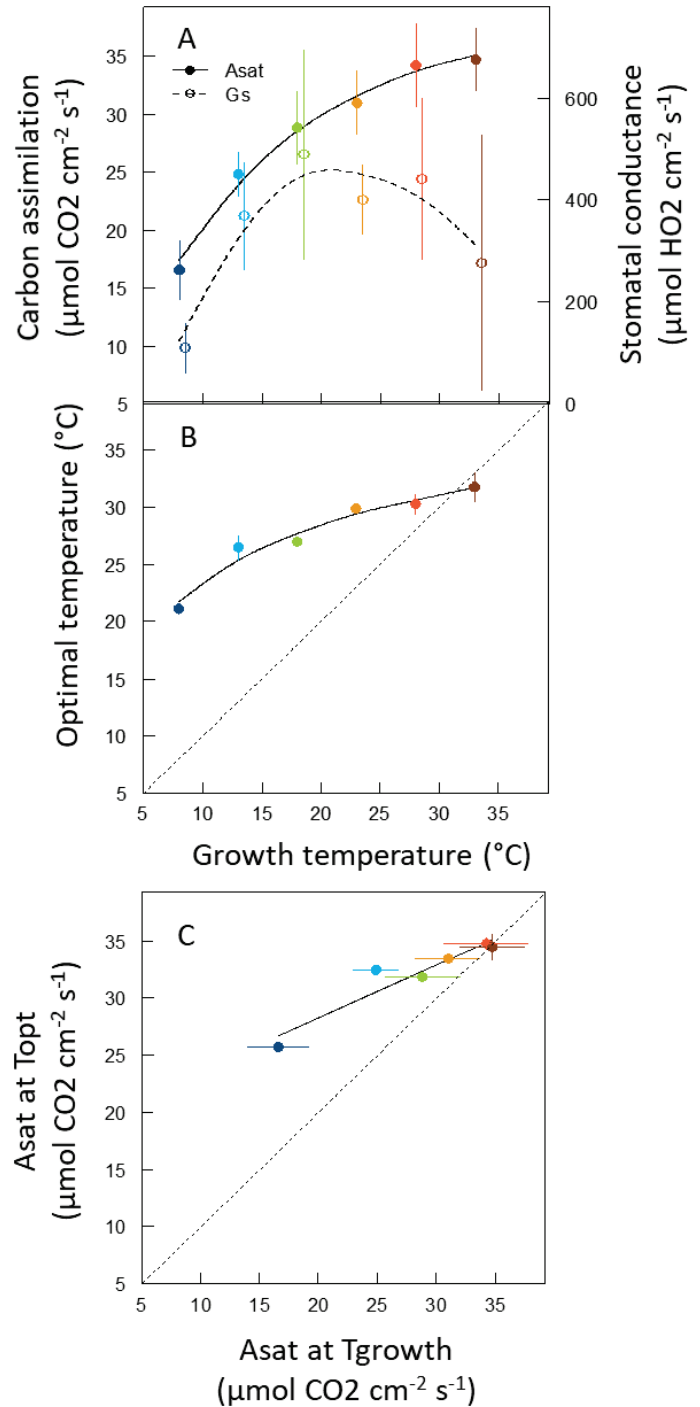 A
Asat
Gs
Carbon assimilation
(µmol CO2 cm⁻² s⁻¹)
35
30
25
20
15
10
5
Stomatal conductance
(µmol HO2 cm⁻² s⁻¹)
600
400
200
0
B
Optimal temperature (°C)
35
30
25
20
15
10
5
5 10 15 20 25 30 35
Growth temperature (°C)
C
Asat at Topt
(µmol CO2 cm⁻² s⁻¹)
35
30
25
20
15
10
5
5 10 15 20 25 30 35
Asat at Tgrowth
(µmol CO2 cm⁻² s⁻¹)